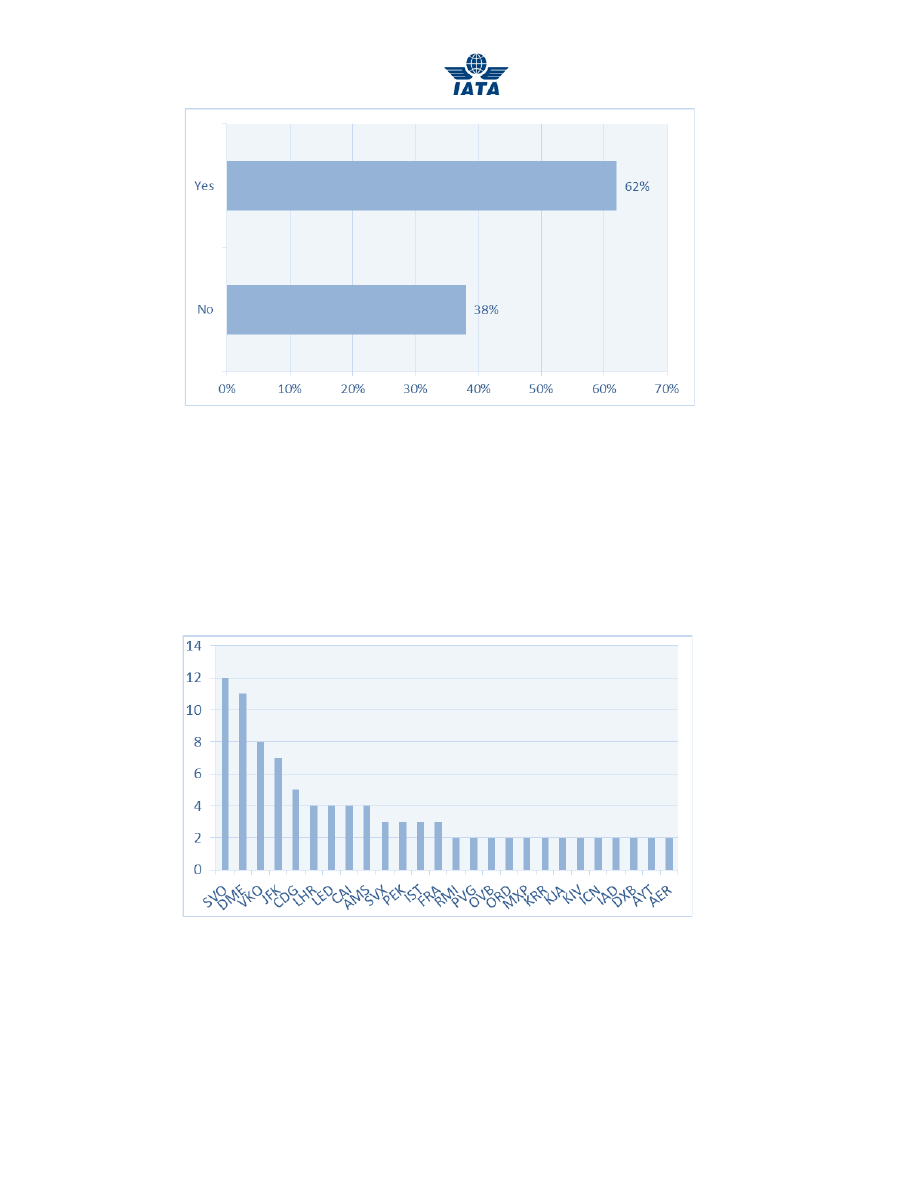 IATA
Yes
62%
No
38%
0% 10% 20% 30% 40% 50% 60% 70%
14
12
10
8
6
4
2
0
SVO DME VKO JFK CDG LHR LED CAI AMS SVX PEK IST FRA RMI PVG OVB ORD MXP KRR KJA KIV ICN IAD DXB AYT AER